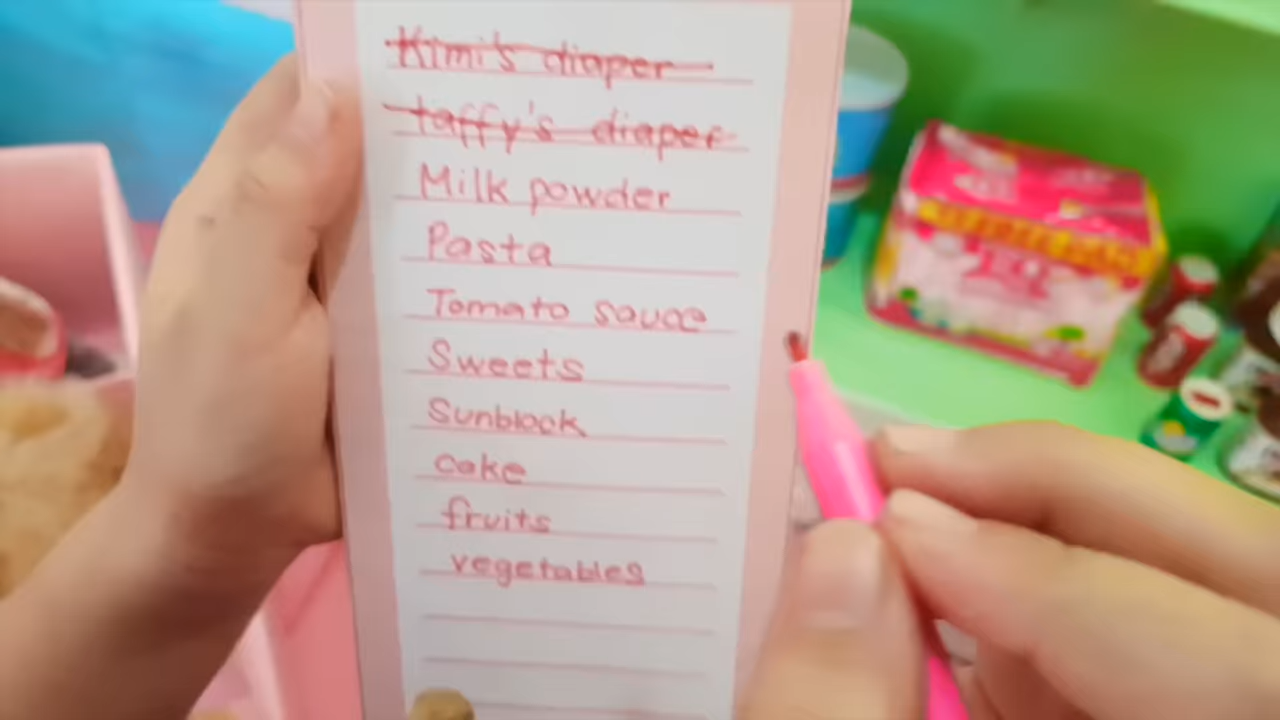 Kimi's diaper
taffy's diaper
Milk powder
Pasta
Tomato sauce
Sweets
Sunblock
cake
fruits
vegetables